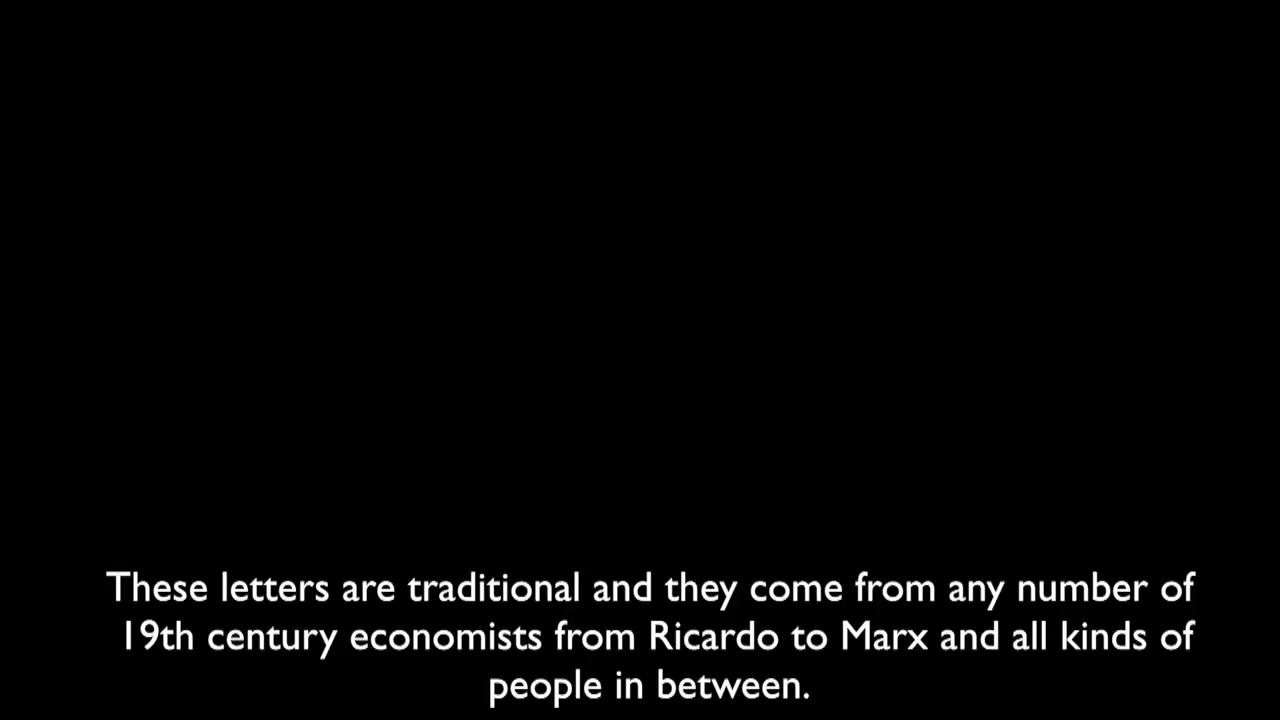 These letters are traditional and they come from any number of
19th century economists from Ricardo to Marx and all kinds of
people in between.